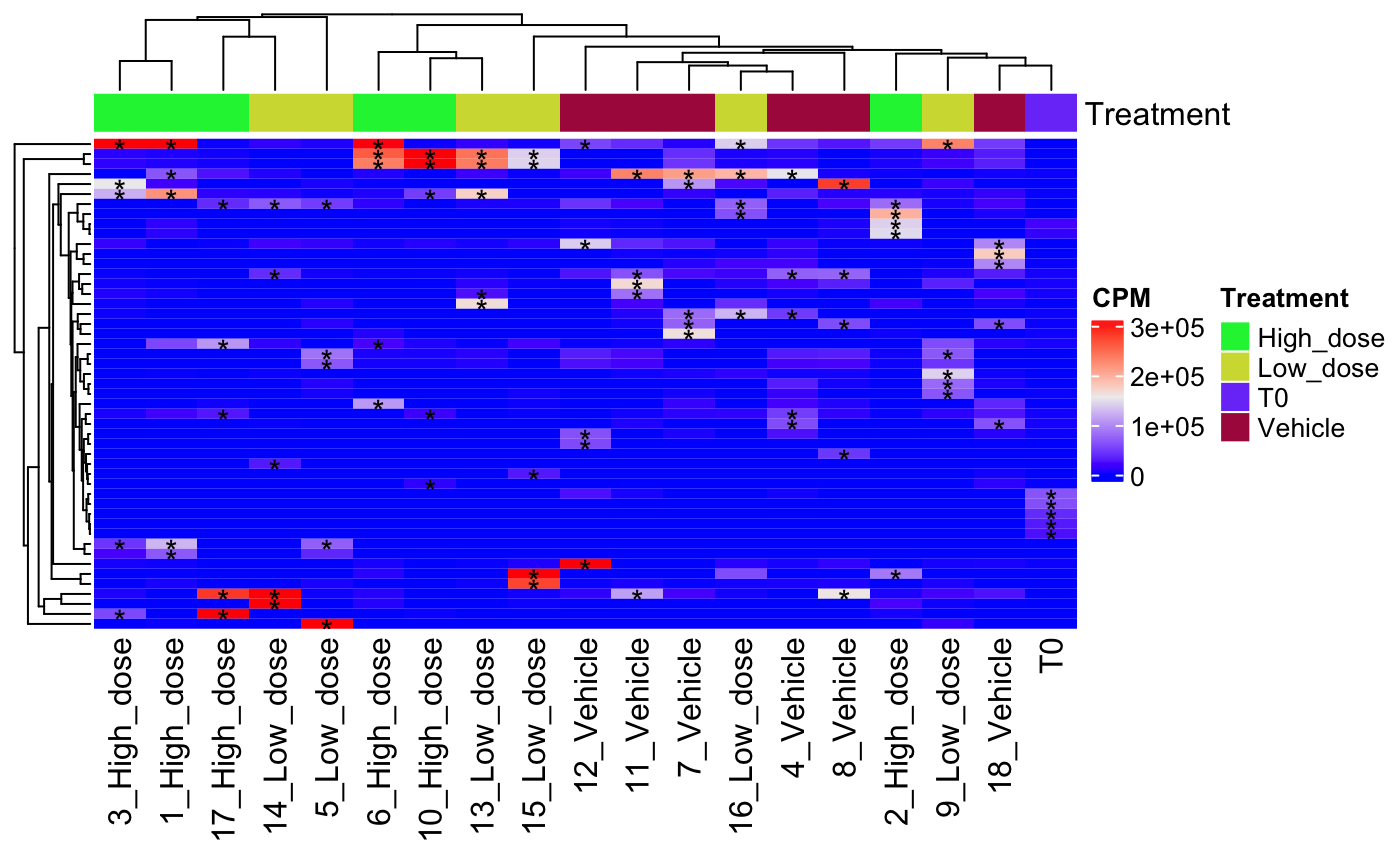 Treatment
CPM
3e+05
2e+05
1e+05
0
Treatment
High_dose
Low_dose
T0
Vehicle
3_High_dose
1_High_dose
17_High_dose
14_Low_dose
5_Low_dose
6_High_dose
10_High_dose
13_Low_dose
15_Low_dose
12_Vehicle
11_Vehicle
7_Vehicle
16_Low_dose
4_Vehicle
8_Vehicle
2_High_dose
9_Low_dose
18_Vehicle
T0